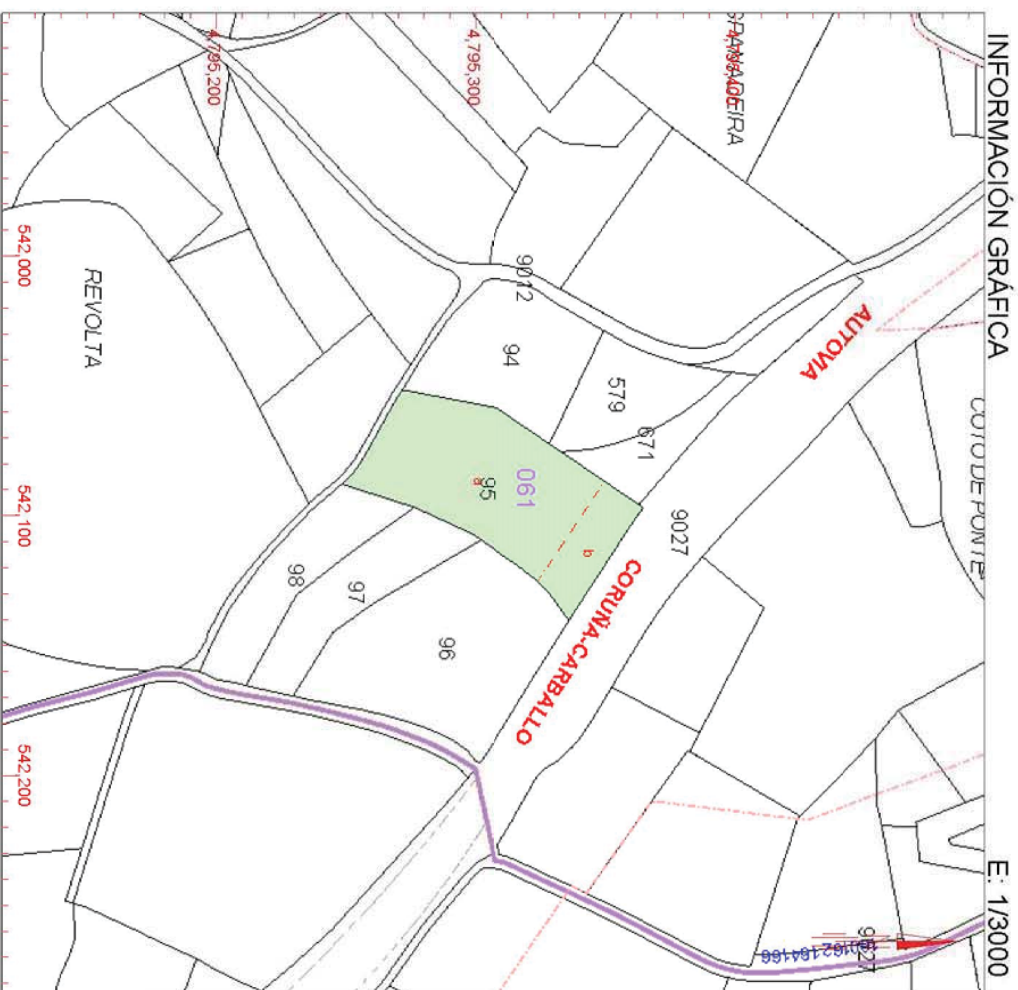 INFORMACIÓN GRÁFICA
E: 1/3000
4,795,200
4,795,300
542,000
542,100
542,200
REVOLTA
COTO DE PONTE
AUTOVIA
CORUÑA-CARBALLO
9012
94
579
671
9027
061
95
a
b
96
97
98